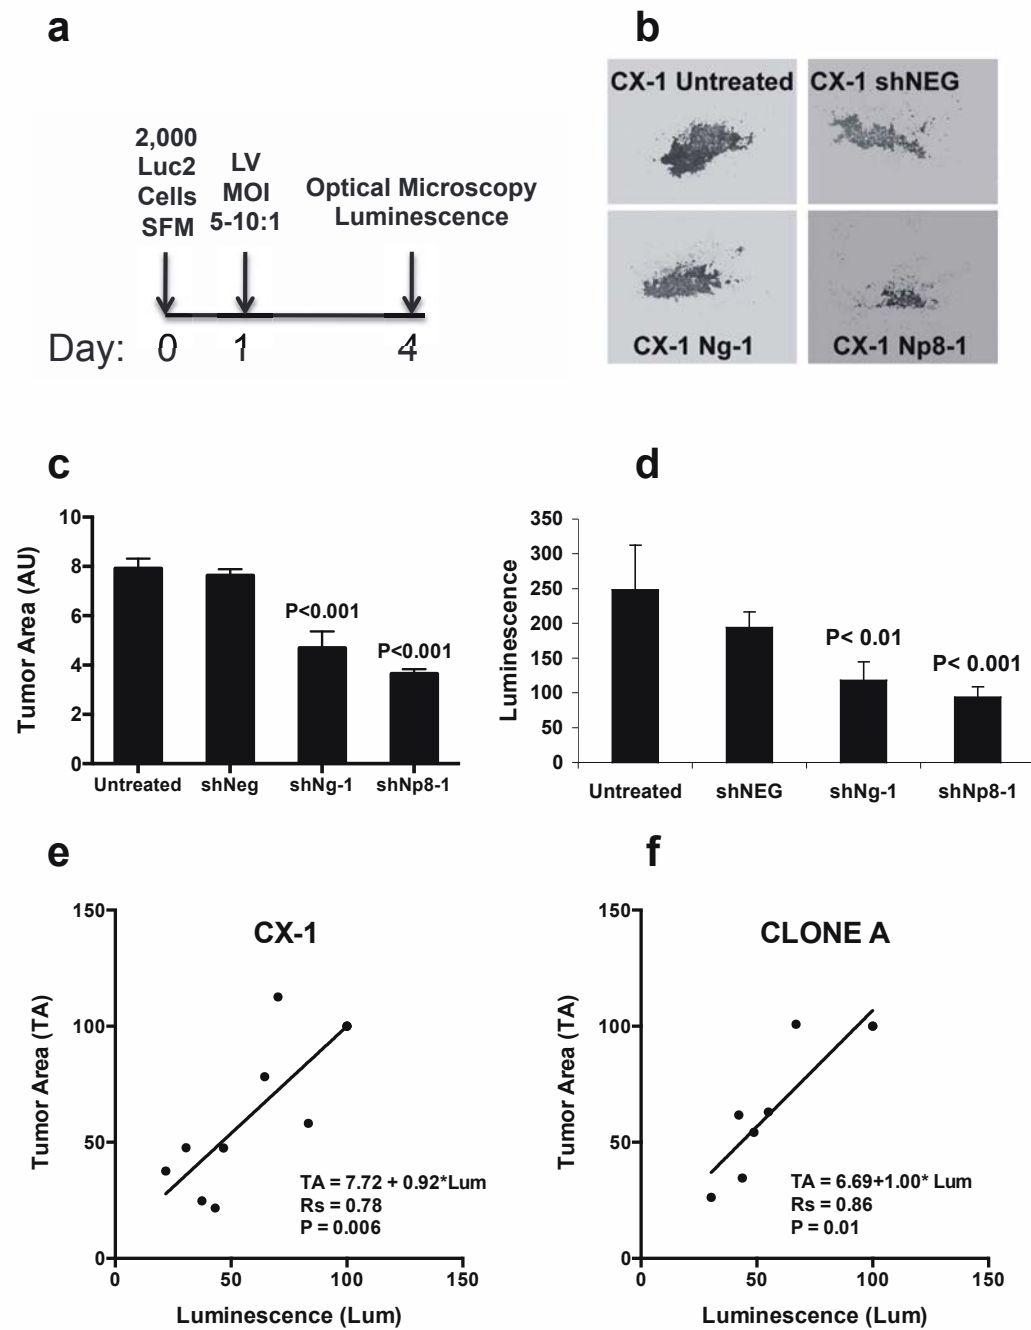 a
2,000
Luc2
Cells
SFM
LV
MOI
5-10:1
Optical Microscopy
Luminescence
Day: 0 1 4
b
CX-1 Untreated
CX-1 shNEG
CX-1 Ng-1
CX-1 Np8-1
c
Tumor Area (AU)
10
8
6
4
2
0
P<0.001
P<0.001
Untreated shNeg shNg-1 shNp8-1
d
Luminescence
350
300
250
200
150
100
50
0
P< 0.01
P< 0.001
Untreated shNEG shNg-1 shNp8-1
e
CX-1
Tumor Area (TA)
150
100
50
0
TA = 7.72 + 0.92*Lum
Rs = 0.78
P = 0.006
0 50 100 150
Luminescence (Lum)
f
CLONE A
Tumor Area (TA)
150
100
50
0
TA = 6.69+1.00* Lum
Rs = 0.86
P = 0.01
0 50 100 150
Luminescence (Lum)